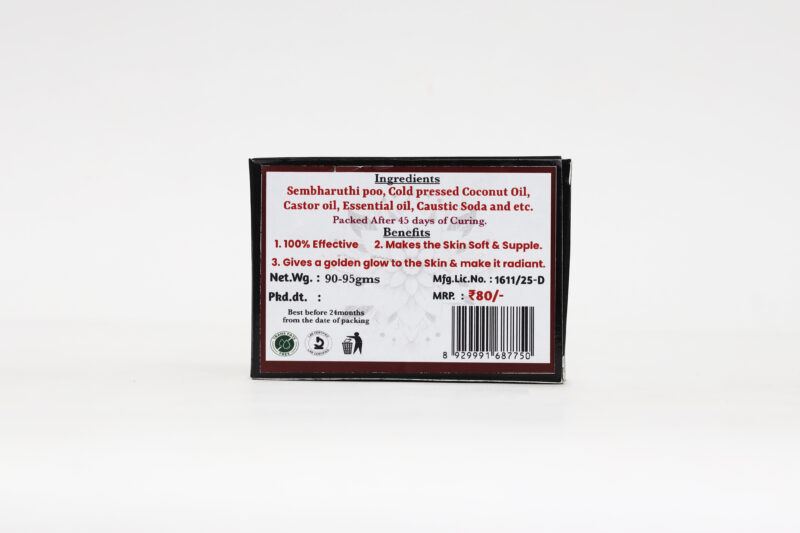 Ingredients
Sembharuthi poo, Cold pressed Coconut Oil,
Castor oil, Essential oil, Caustic Soda and etc.
Packed After 45 days of Curing.
Benefits
1. 100% Effective 2. Makes the Skin Soft & Supple.
3. Gives a golden glow to the Skin & make it radiant.
Net.Wg. : 90-95gms Mfg.Lic.No. : 1611/25-D
Pkd.dt. : MRP. : ₹80/-
Best before 24months
from the date of packing
8 929991 687750